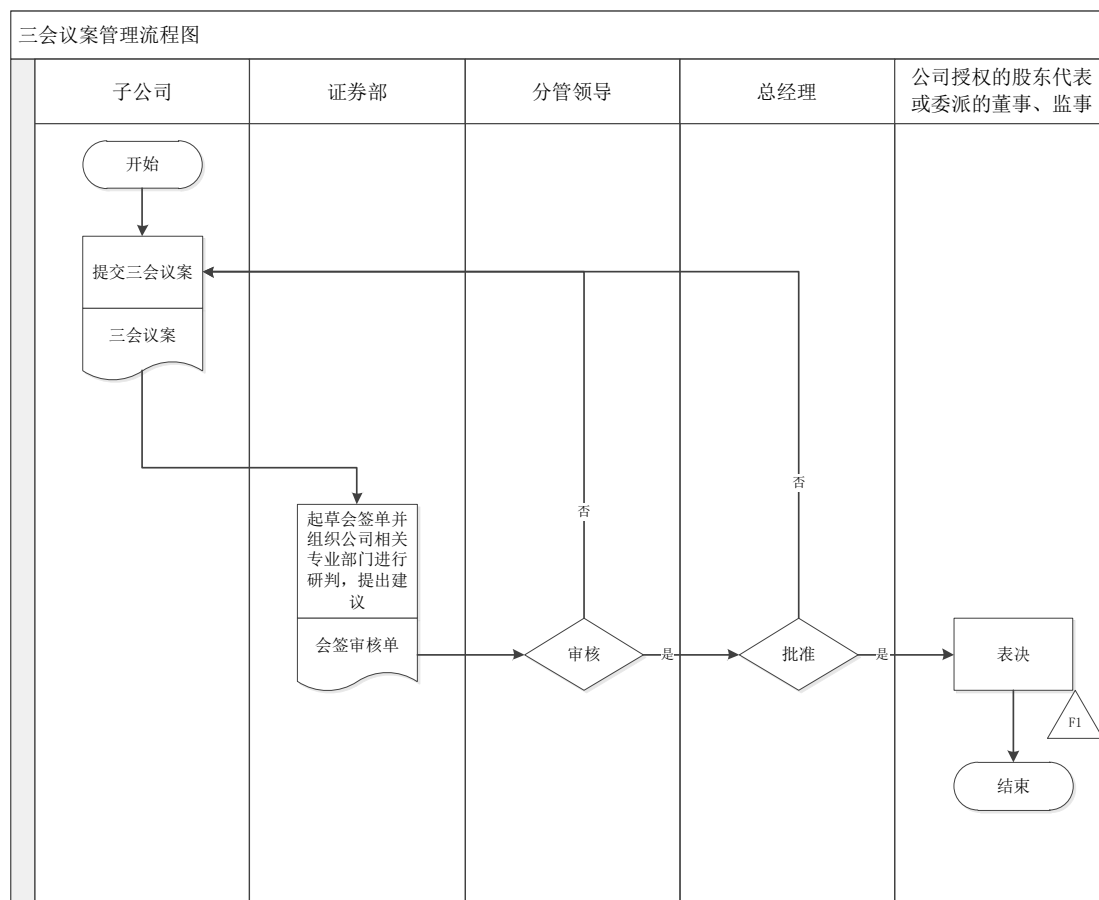 三会议案管理流程图
子公司
证券部
分管领导
总经理
公司授权的股东代表
或委派的董事、监事
开始
提交三会议案
三会议案
否
否
起草会签单并
组织公司相关
专业部门进行
研判，提出建
议
会签审核单
审核
是
批准
是
表决
F1
结束